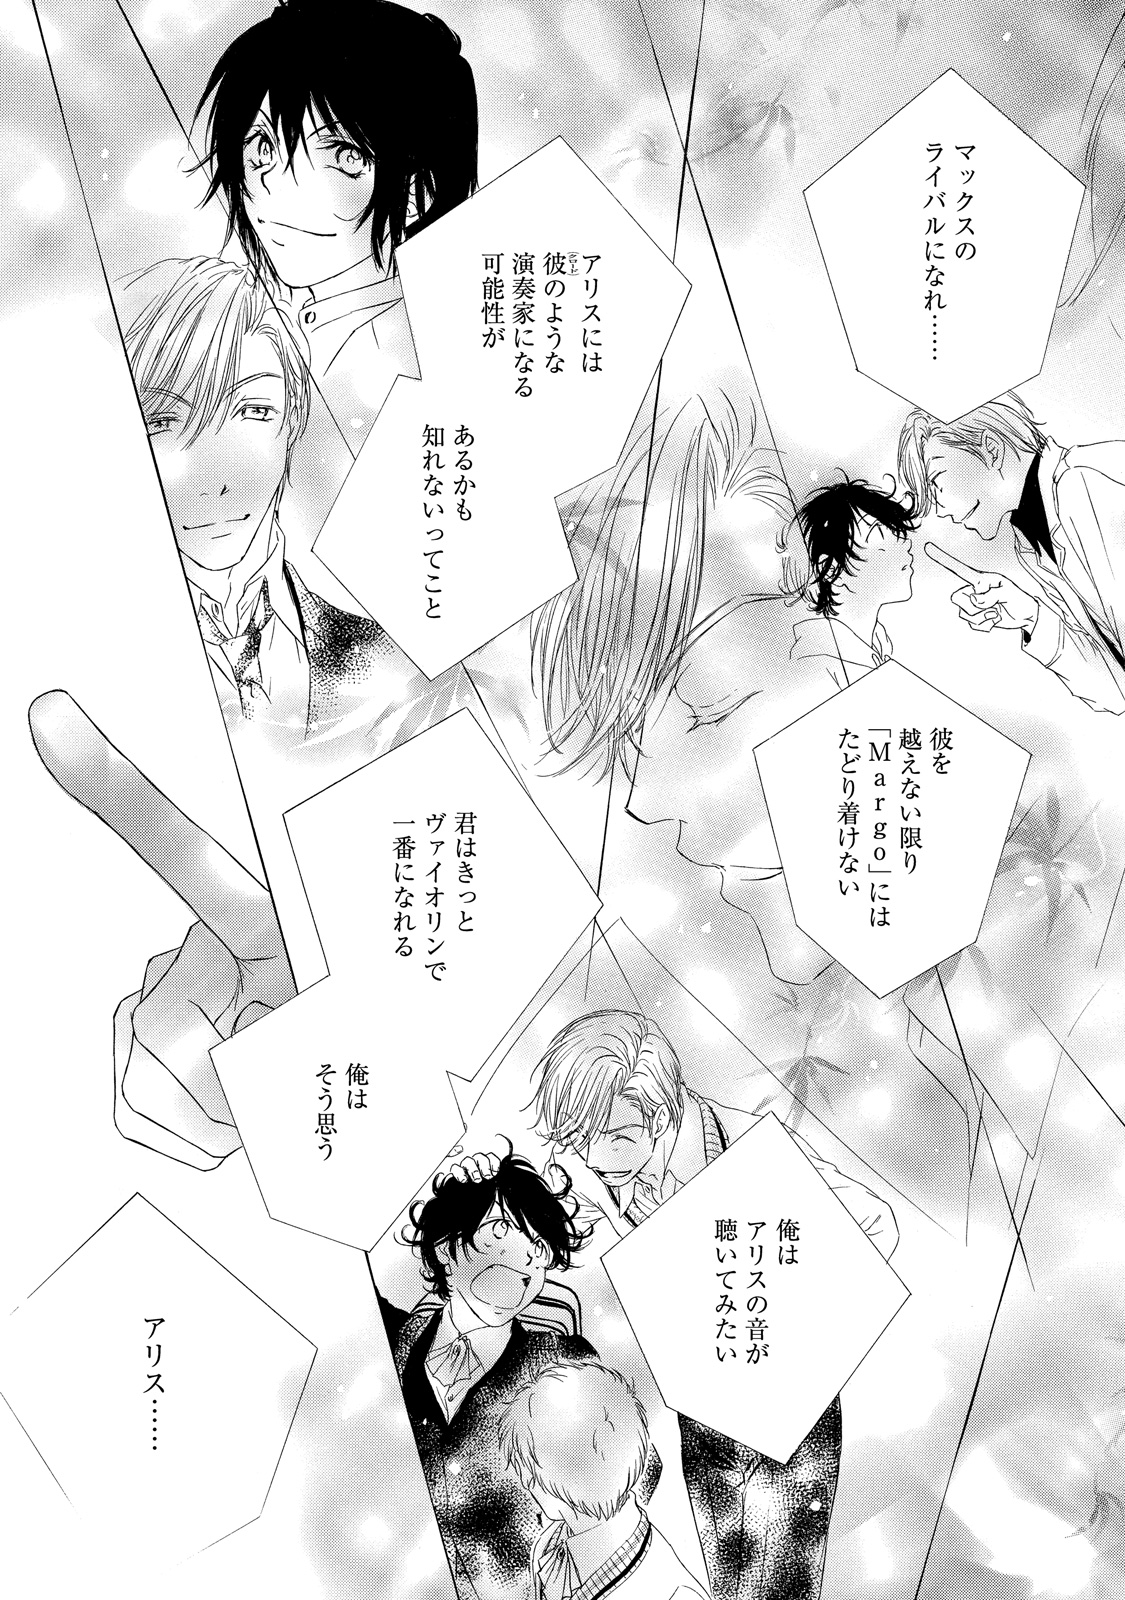 マックスの
ライバルになれ……
アリスには
彼のような
クロード
演奏家になる
可能性が
あるかも
知れないってこと
彼を
越えない限り
「Margo」には
たどり着けない
君はきっと
ヴァイオリンで
一番になれる
俺は
そう思う
俺は
アリスの音が
聴いてみたい
アリス……